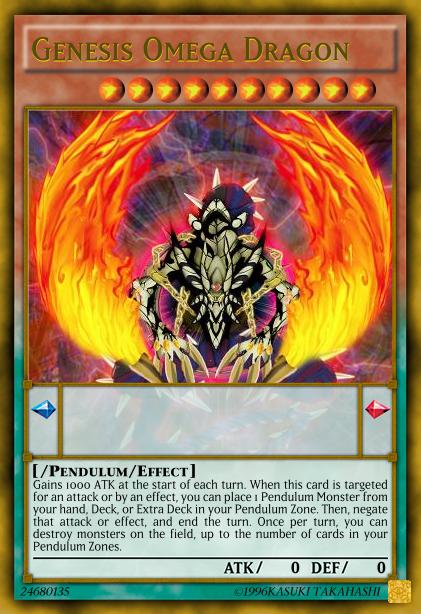 Genesis Omega Dragon
[/Pendulum/Effect]
Gains 1000 ATK at the start of each turn. When this card is targeted
for an attack or by an effect, you can place 1 Pendulum Monster from
your hand, Deck, or Extra Deck in your Pendulum Zone. Then, negate
that attack or effect, and end the turn. Once per turn, you can
destroy monsters on the field, up to the number of cards in your
Pendulum Zones.
ATK/ 0 DEF/ 0
24680135 ©1996KASUKI TAKAHASHI